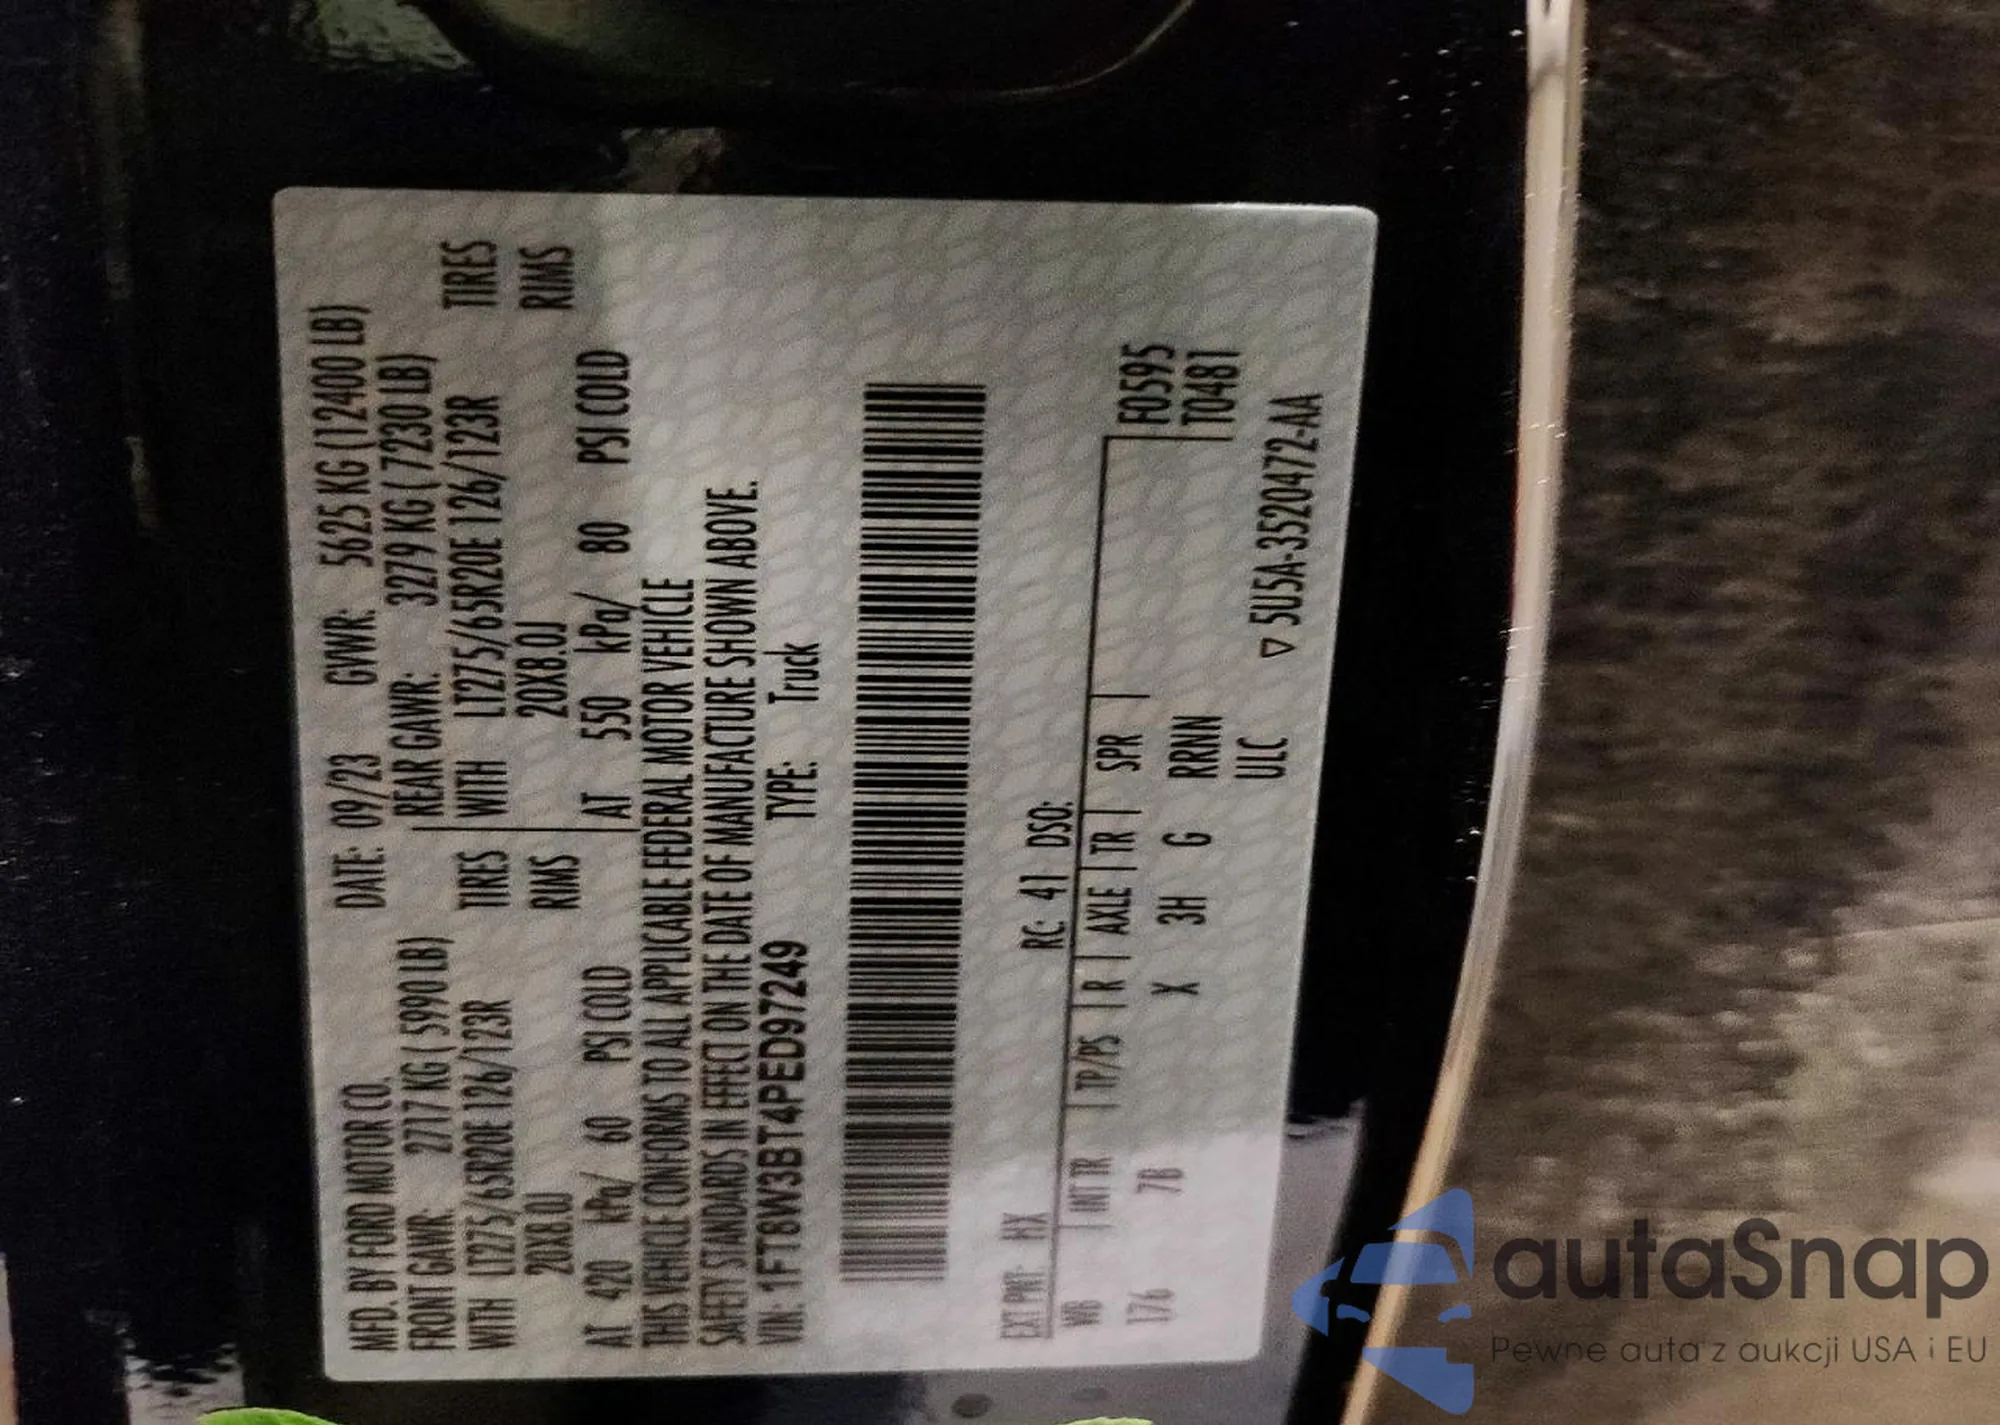 MFD. BY FORD MOTOR CO. DATE: 09/23 GVWR: 5625 KG (12400 LB)
FRONT GAWR: 2717 KG ( 5990 LB) REAR GAWR: 3279 KG ( 7230 LB)
WITH LT275/65R20E 126/123R TIRES WITH LT275/65R20E 126/123R TIRES
20X8.0J RIMS 20X8.0J RIMS
AT 420 kPa/ 60 PSI COLD AT 550 kPa/ 80 PSI COLD
THIS VEHICLE CONFORMS TO ALL APPLICABLE FEDERAL MOTOR VEHICLE
SAFETY STANDARDS IN EFFECT ON THE DATE OF MANUFACTURE SHOWN ABOVE.
VIN: 1FT8W3BT4PED97249 TYPE: Truck
EXT PNT: HX RC: 41 DSO:
WB INT TR TP/PS R AXLE TR SPR F0595
176 7B X 3H G RRNN T0481
ULC ▽ 5U5A-3520472-AA
autaSnap
Pewne auta z aukcji USA i EU